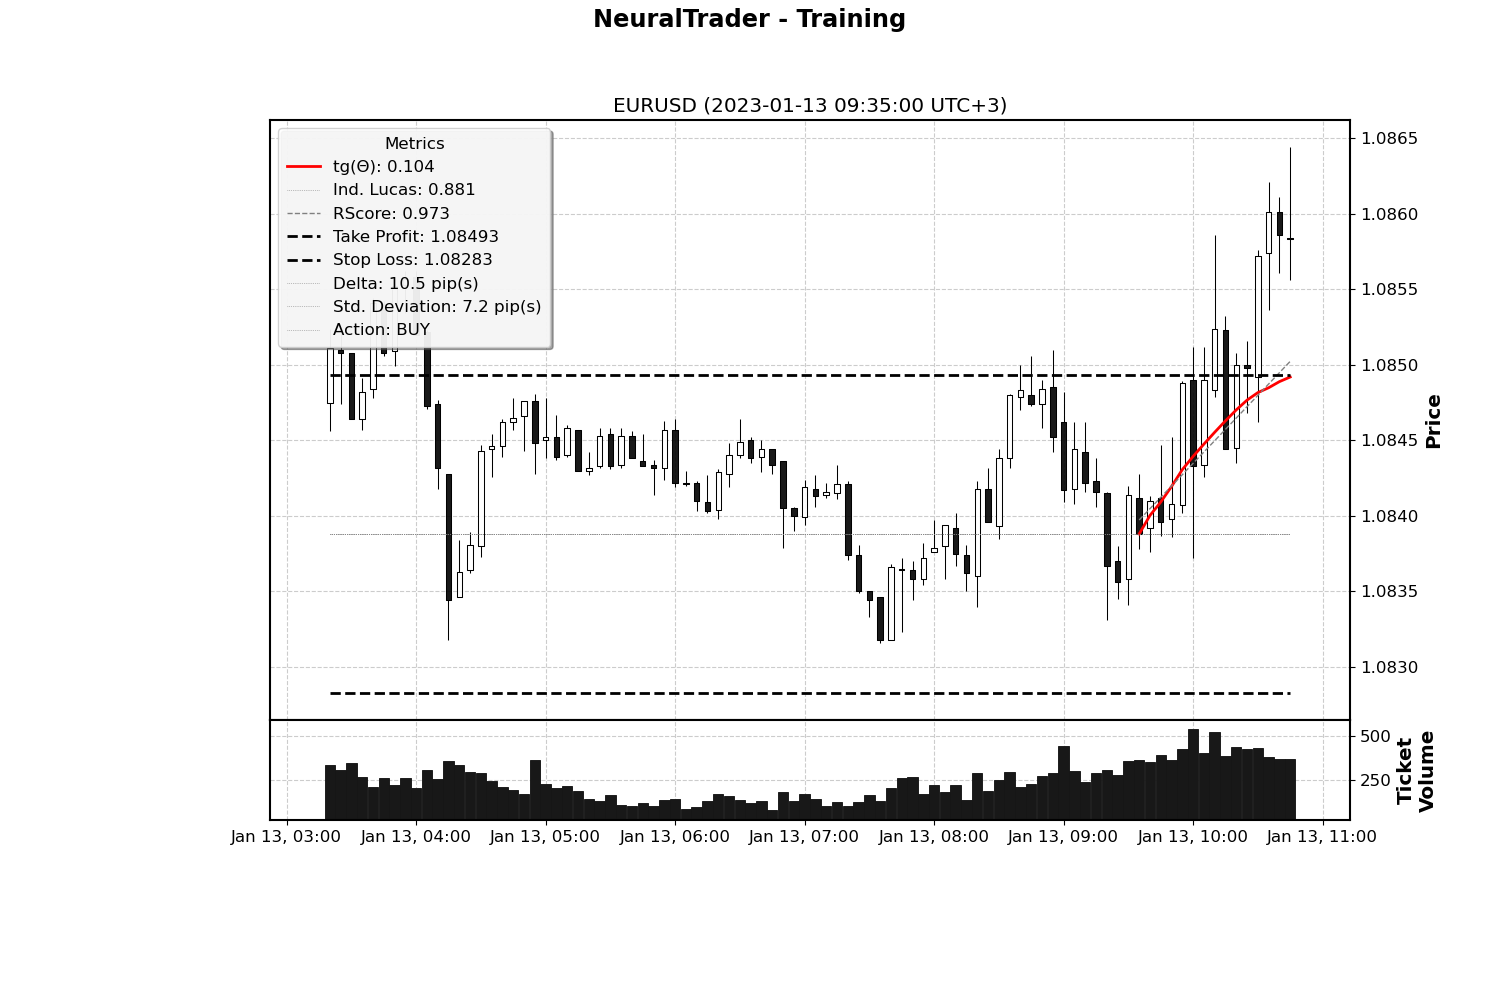 NeuralTrader - Training
EURUSD (2023-01-13 09:35:00 UTC+3)
Metrics
tg(Θ): 0.104
Ind. Lucas: 0.881
RScore: 0.973
Take Profit: 1.08493
Stop Loss: 1.08283
Delta: 10.5 pip(s)
Std. Deviation: 7.2 pip(s)
Action: BUY
1.0865
1.0860
1.0855
1.0850
1.0845
1.0840
1.0835
1.0830
Price
500
250
Ticket
Volume
Jan 13, 03:00
Jan 13, 04:00
Jan 13, 05:00
Jan 13, 06:00
Jan 13, 07:00
Jan 13, 08:00
Jan 13, 09:00
Jan 13, 10:00
Jan 13, 11:00